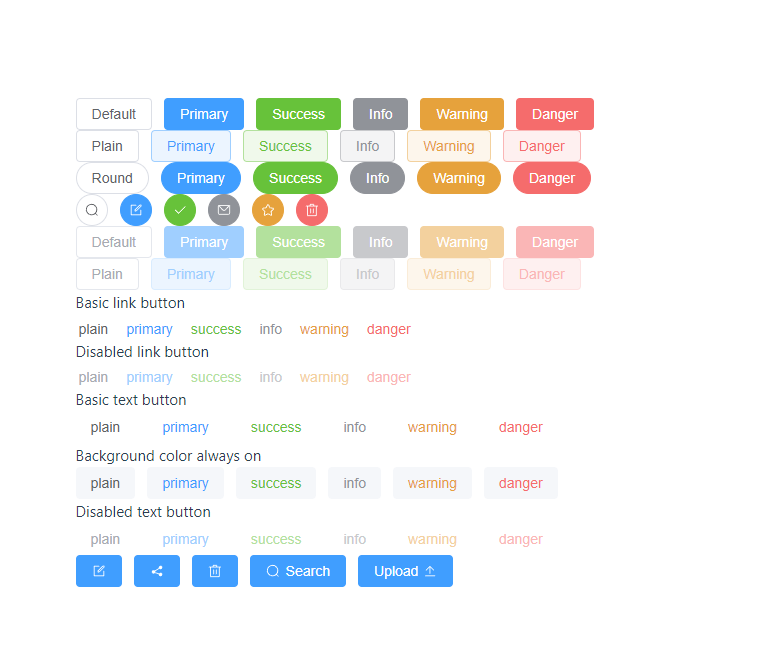 Default Primary Success Info Warning Danger
Plain Primary Success Info Warning Danger
Round Primary Success Info Warning Danger
Default Primary Success Info Warning Danger
Plain Primary Success Info Warning Danger
Basic link button
plain primary success info warning danger
Disabled link button
plain primary success info warning danger
Basic text button
plain primary success info warning danger
Background color always on
plain primary success info warning danger
Disabled text button
plain primary success info warning danger
Search Upload